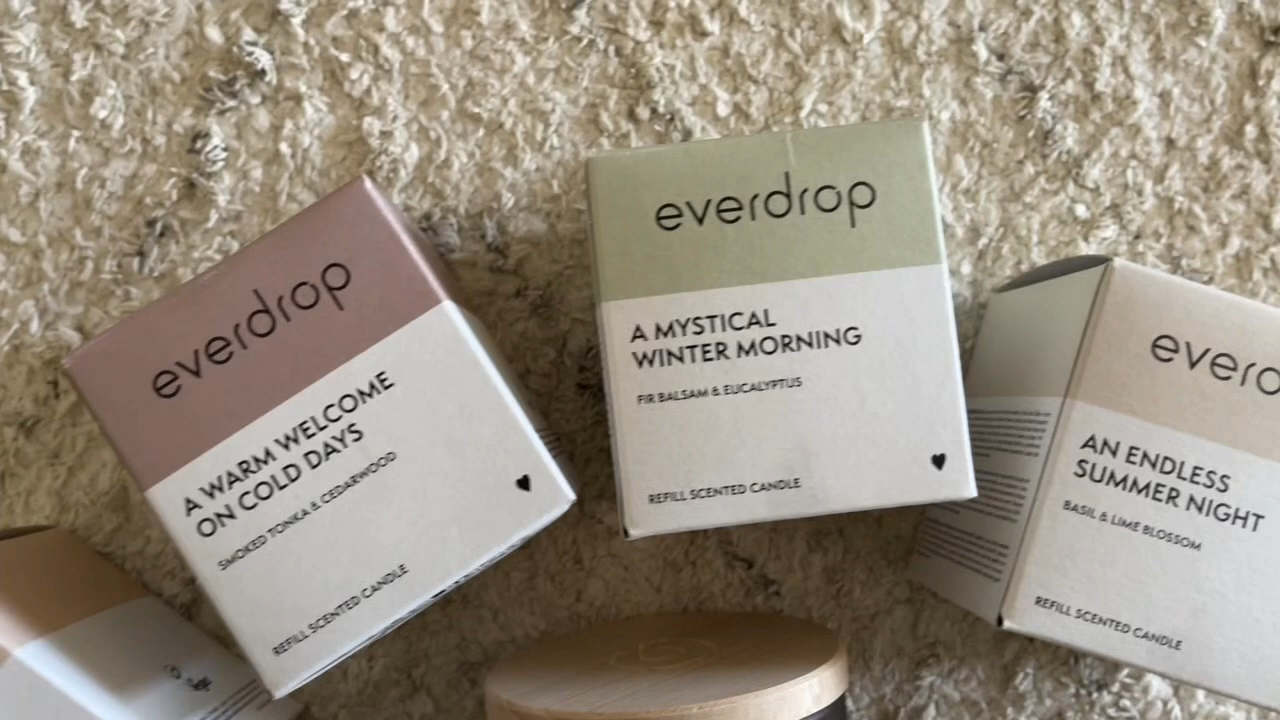 everdrop
A WARM WELCOME
ON COLD DAYS
SMOKED TONKA & CEDARWOOD
REFILL SCENTED CANDLE
everdrop
A MYSTICAL
WINTER MORNING
FIR BALSAM & EUCALYPTUS
REFILL SCENTED CANDLE
everdro
AN ENDLESS
SUMMER NIGHT
BASIL & LIME BLOSSOM
REFILL SCENTED CANDLE